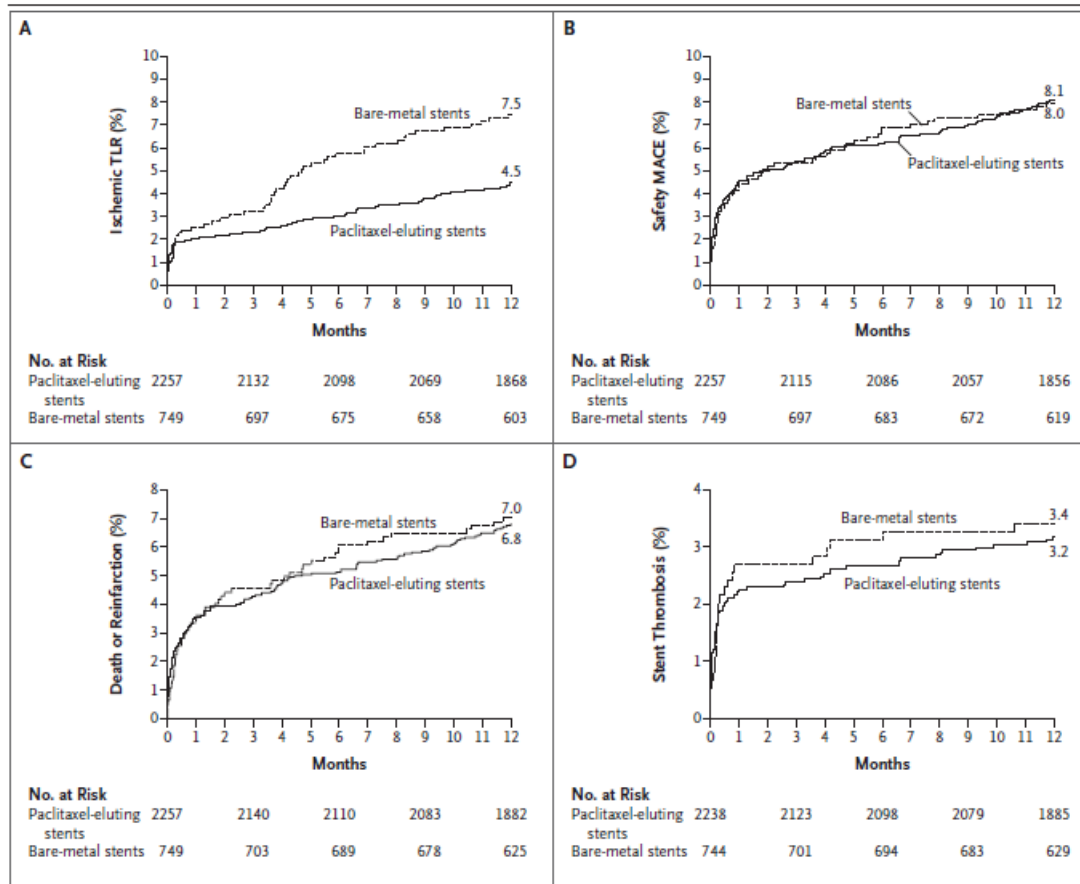 A
Ischemic TLR (%)
10
9
8
7
6
5
4
3
2
1
0
Bare-metal stents
7.5
4.5
Paclitaxel-eluting stents
0 1 2 3 4 5 6 7 8 9 10 11 12
Months
No. at Risk
Paclitaxel-eluting 2257 2132 2098 2069 1868
stents
Bare-metal stents 749 697 675 658 603
B
Safety MACE (%)
10
9
8
7
6
5
4
3
2
1
0
8.1
Bare-metal stents
8.0
Paclitaxel-eluting stents
0 1 2 3 4 5 6 7 8 9 10 11 12
Months
No. at Risk
Paclitaxel-eluting 2257 2115 2086 2057 1856
stents
Bare-metal stents 749 697 683 672 619
C
Death or Reinfarction (%)
8
7
6
5
4
3
2
1
0
7.0
Bare-metal stents
6.8
Paclitaxel-eluting stents
0 1 2 3 4 5 6 7 8 9 10 11 12
Months
No. at Risk
Paclitaxel-eluting 2257 2140 2110 2083 1882
stents
Bare-metal stents 749 703 689 678 625
D
Stent Thrombosis (%)
4
3
2
1
0
Bare-metal stents
3.4
3.2
Paclitaxel-eluting stents
0 1 2 3 4 5 6 7 8 9 10 11 12
Months
No. at Risk
Paclitaxel-eluting 2238 2123 2098 2079 1885
stents
Bare-metal stents 744 701 694 683 629